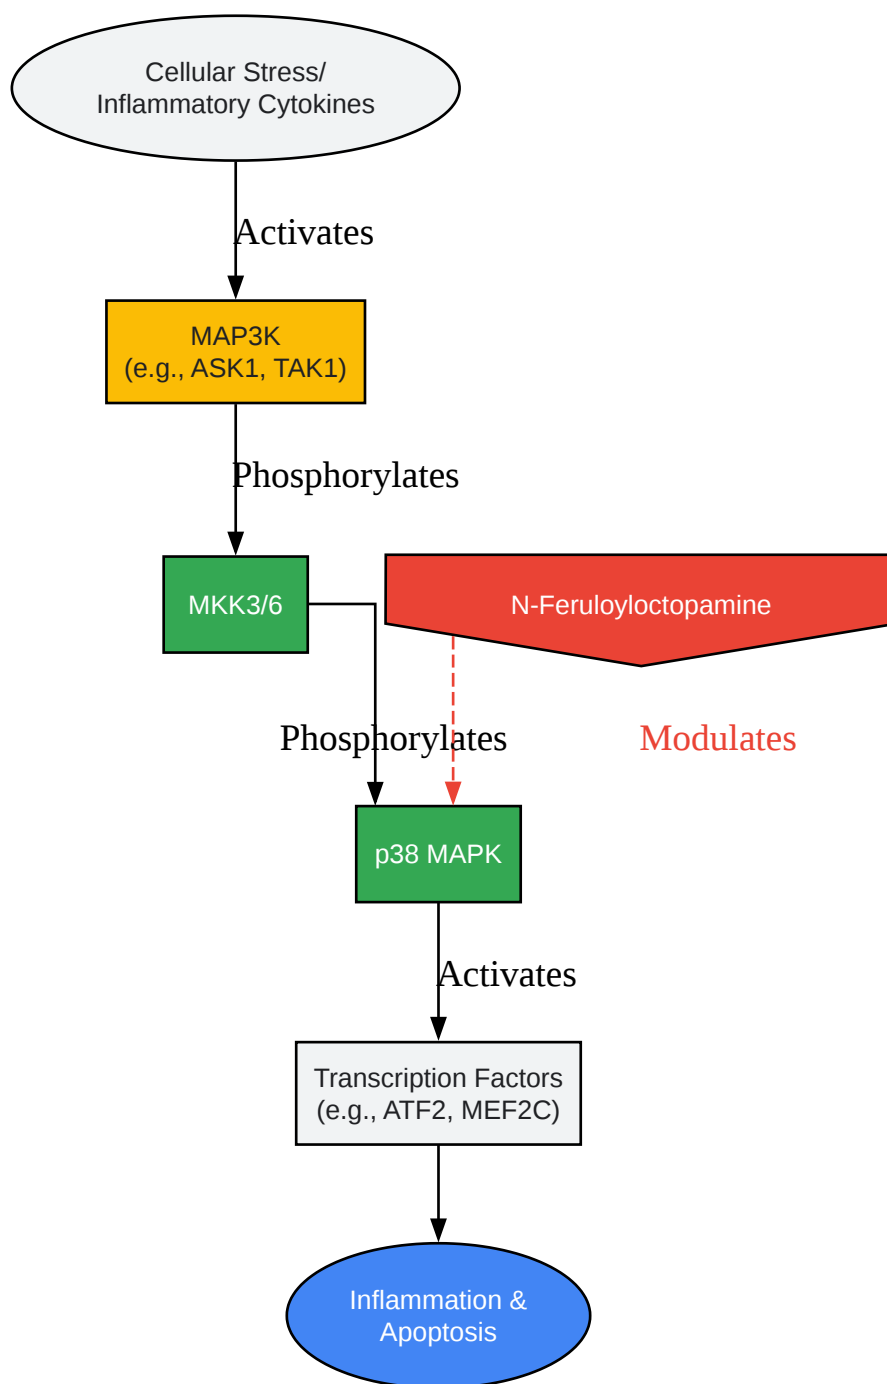 Cellular Stress/
Inflammatory Cytokines
Activates
MAP3K
(e.g., ASK1, TAK1)
Phosphorylates
MKK3/6
N-Feruloyloctopamine
Phosphorylates
Modulates
p38 MAPK
Activates
Transcription Factors
(e.g., ATF2, MEF2C)
Inflammation &
Apoptosis